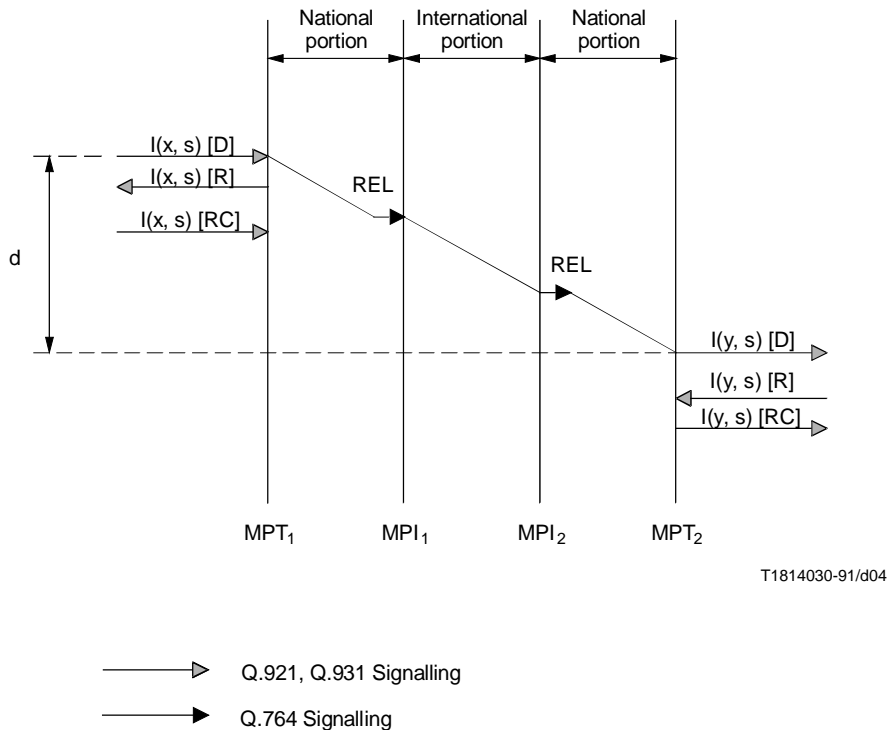 National portion
International portion
National portion
I(x, s) [D]
I(x, s) [R]
REL
I(x, s) [RC]
d
REL
I(y, s) [D]
I(y, s) [R]
I(y, s) [RC]
MPT₁
MPI₁
MPI₂
MPT₂
T1814030-91/d04
Q.921, Q.931 Signalling
Q.764 Signalling